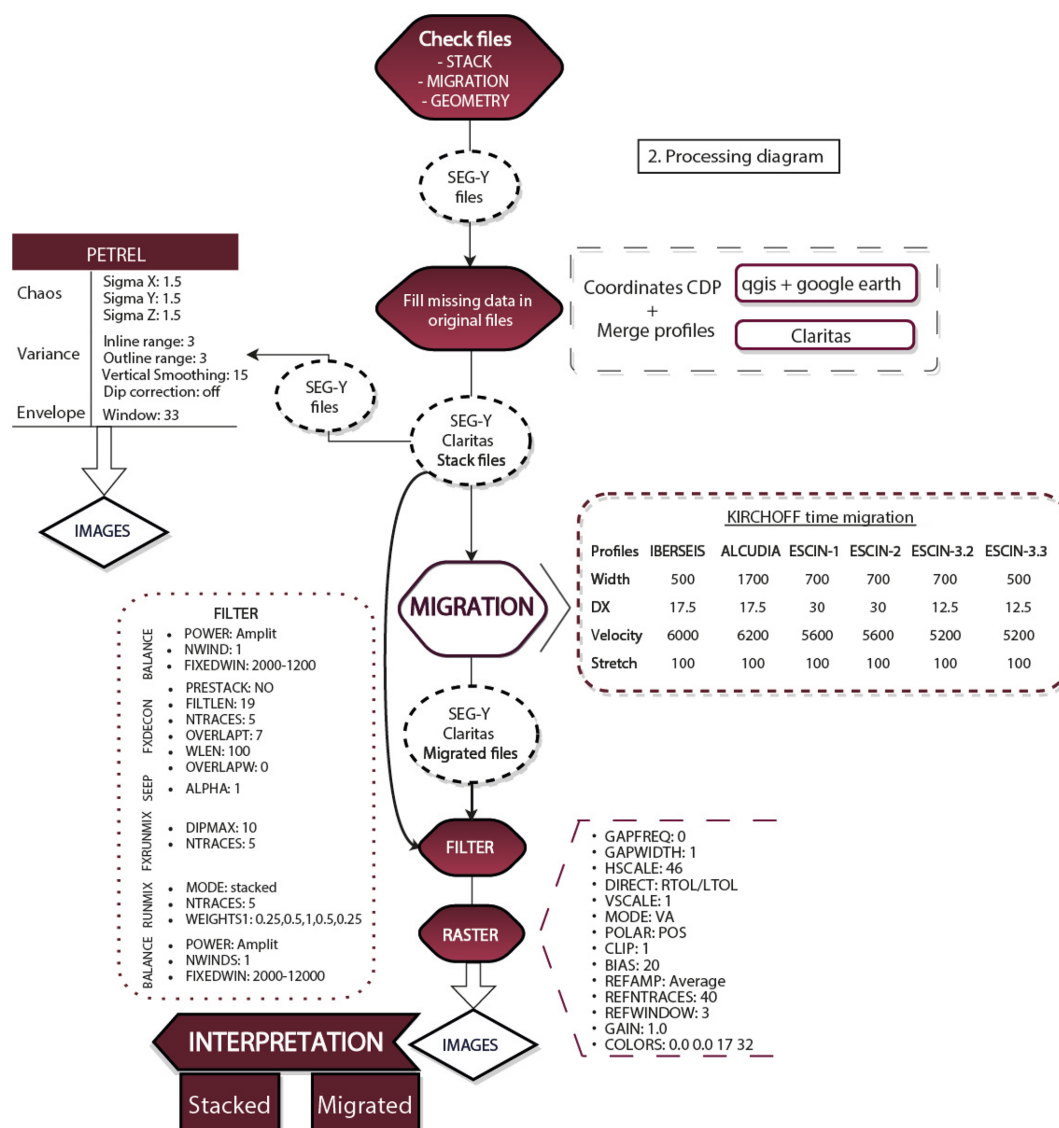 Check files
- STACK
- MIGRATION
- GEOMETRY
2. Processing diagram
SEG-Y
files
PETREL
Chaos
Sigma X: 1.5
Sigma Y: 1.5
Sigma Z: 1.5
Variance
Inline range: 3
Outline range: 3
Vertical Smoothing: 15
Dip correction: off
Envelope
Window: 33
IMAGES
Fill missing data in
original files
Coordinates CDP
+
Merge profiles
qgis + google earth
Claritas
SEG-Y
files
SEG-Y
Claritas
Stack files
KIRCHOFF time migration
Profiles IBERSEIS ALCUDIA ESCIN-1 ESCIN-2 ESCIN-3.2 ESCIN-3.3
Width 500 1700 700 700 700 500
DX 17.5 17.5 30 30 12.5 12.5
Velocity 6000 6200 5600 5600 5200 5200
Stretch 100 100 100 100 100 100
MIGRATION
FILTER
BALANCE
• POWER: Amplit
• NWIND: 1
• FIXEDWIN: 2000-1200
FXDECON
• PRESTACK: NO
• FILTLEN: 19
• NTRACES: 5
• OVERLAPT: 7
• WLEN: 100
• OVERLAPW: 0
SEEP
• ALPHA: 1
FXRUNMIX
• DIPMAX: 10
• NTRACES: 5
RUNMIX
• MODE: stacked
• NTRACES: 5
• WEIGHTS1: 0.25,0.5,1,0.5,0.25
BALANCE
• POWER: Amplit
• NWINDS: 1
• FIXEDWIN: 2000-12000
SEG-Y
Claritas
Migrated files
FILTER
RASTER
• GAPFREQ: 0
• GAPWIDTH: 1
• HSCALE: 46
• DIRECT: RTOL/LTOL
• VSCALE: 1
• MODE: VA
• POLAR: POS
• CLIP: 1
• BIAS: 20
• REFAMP: Average
• REFNTRACES: 40
• REFWINDOW: 3
• GAIN: 1.0
• COLORS: 0.0 0.0 17 32
IMAGES
INTERPRETATION
Stacked
Migrated